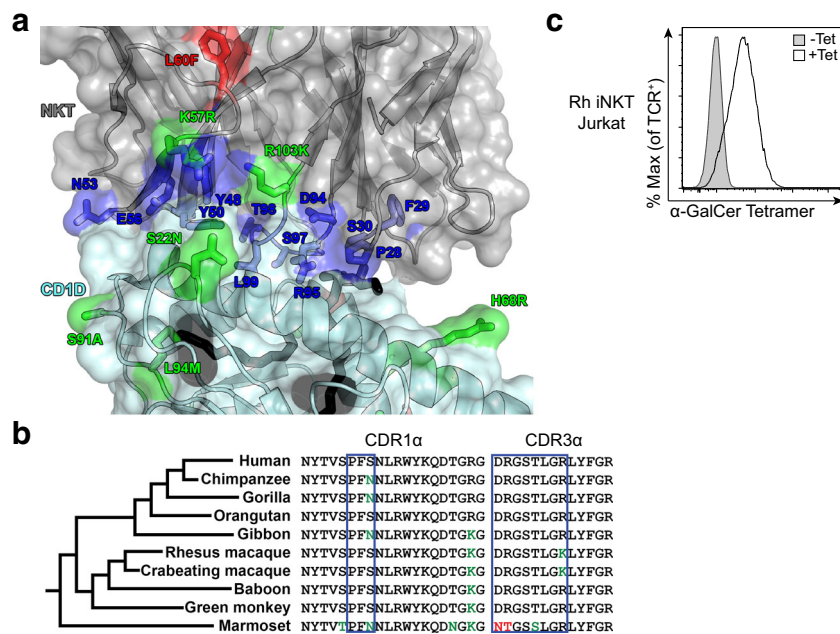 a
L60F
NKT
K57R
R103K
N53
E56
Y48
Y50
T98
D94
F29
S30
S22N
S97
P28
L99
R95
CD1D
H68R
S91A
L94M
c
-Tet
+Tet
Rh iNKT
Jurkat
% Max (of TCR+)
α-GalCer Tetramer
b
CDR1α CDR3α
Human NYTVSPFSNLRWYKQDTGRG DRGSTLGRLYFGR
Chimpanzee NYTVSPFNNLRWYKQDTGRG DRGSTLGRLYFGR
Gorilla NYTVSPFNNLRWYKQDTGRG DRGSTLGRLYFGR
Orangutan NYTVSPFSNLRWYKQDTGRG DRGSTLGRLYFGR
Gibbon NYTVSPFNNLRWYKQDTGKG DRGSTLGRLYFGR
Rhesus macaque NYTVSPFSNLRWYKQDTGKG DRGSTLGKLYFGR
Crabeating macaque NYTVSPFSNLRWYKQDTGKG DRGSTLGKLYFGR
Baboon NYTVSPFSNLRWYKQDTGKG DRGSTLGRLYFGR
Green monkey NYTVSPFSNLRWYKQDTGKG DRGSTLGRLYFGR
Marmoset NYTVTPFNNLRWYKQDNGKG NTGSSLGRLYFGR